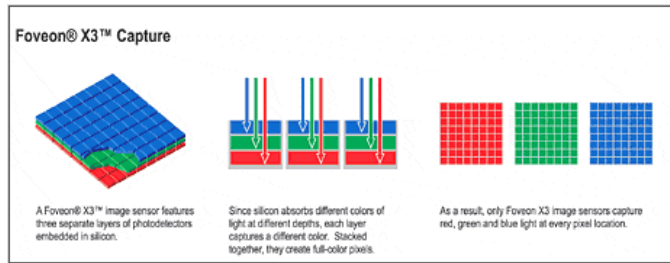 Foveon® X3™ Capture
A Foveon® X3™ image sensor features
three separate layers of photodetectors
embedded in silicon.
Since silicon absorbs different colors of
light at different depths, each layer
captures a different color. Stacked
together, they create full-color pixels.
As a result, only Foveon X3 image sensors capture
red, green and blue light at every pixel location.